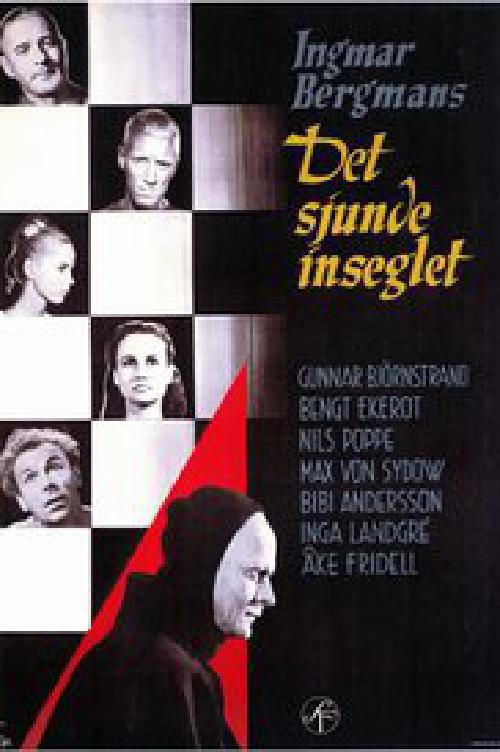 Ingmar
Bergmans
Det
sjunde
inseglet
GUNNAR BJÖRNSTRAND
BENGT EKEROT
NILS POPPE
MAX VON SYDOW
BIBI ANDERSSON
INGA LANDGRÉ
ÅKE FRIDELL
SF